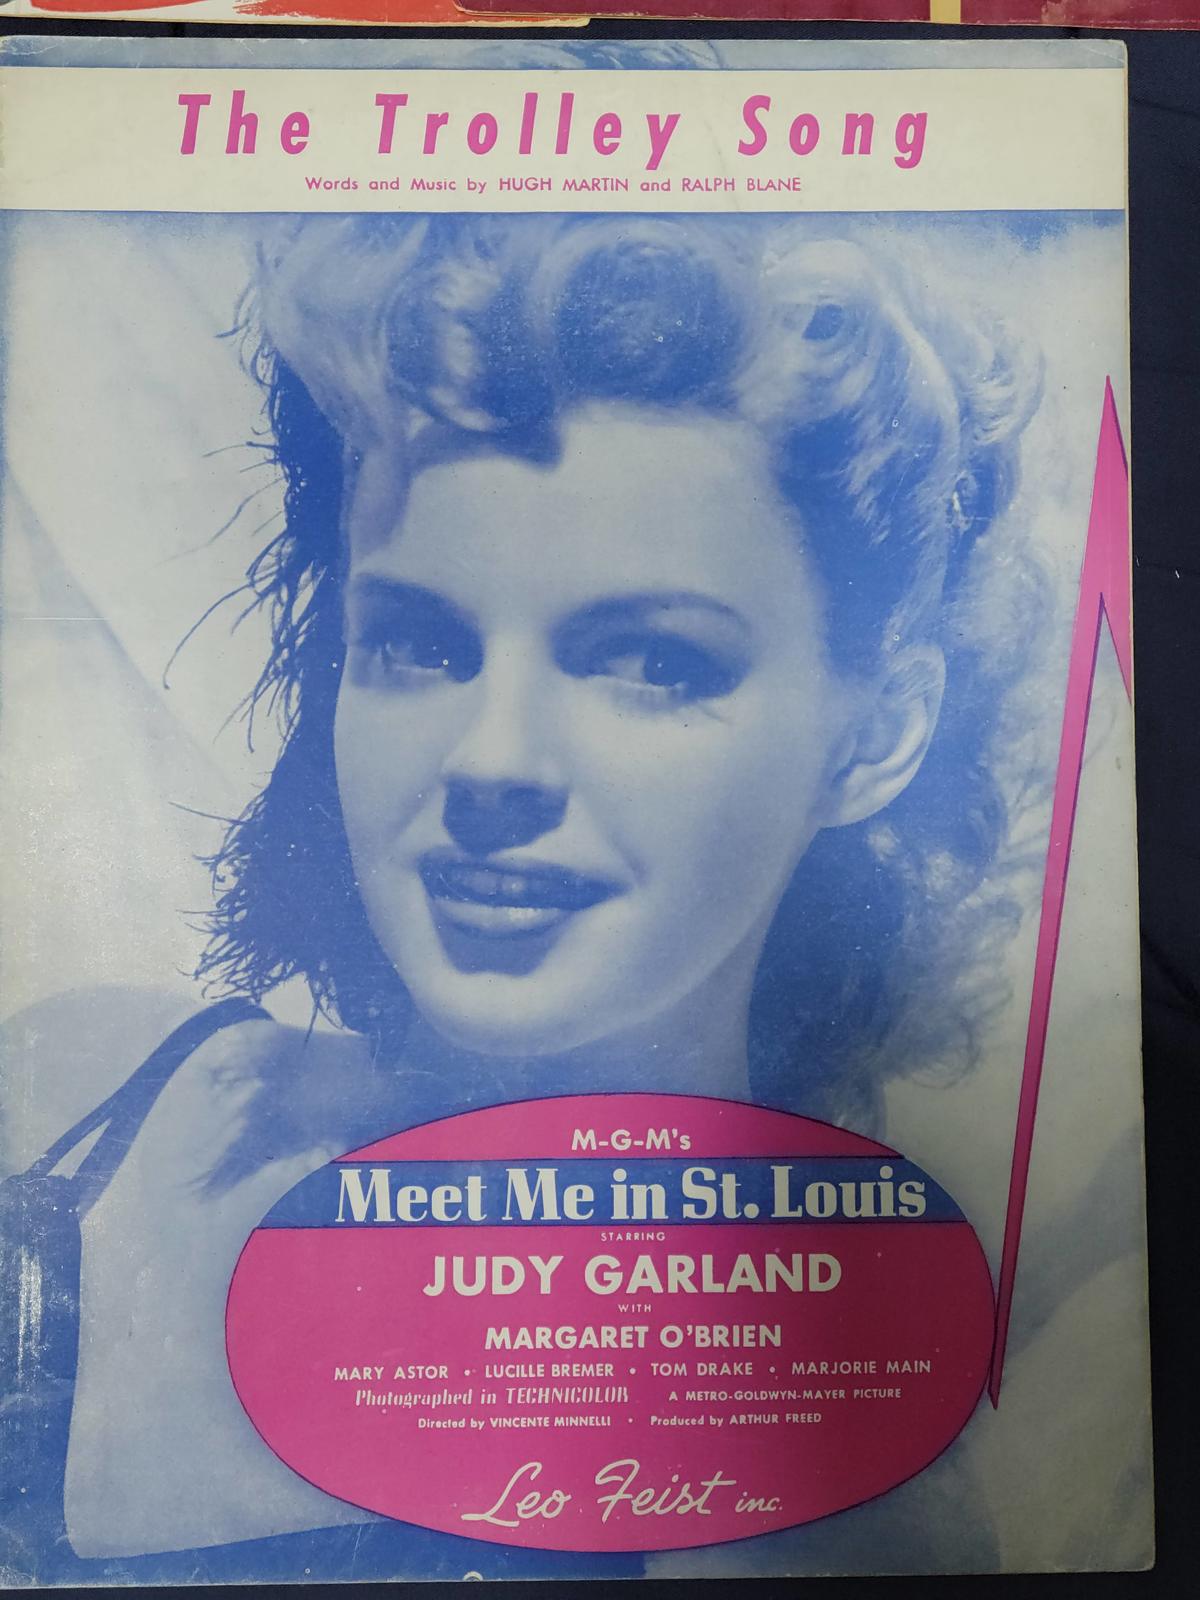 The Trolley Song
Words and Music by HUGH MARTIN and RALPH BLANE
M-G-M's
Meet Me in St. Louis
STARRING
JUDY GARLAND
WITH
MARGARET O'BRIEN
MARY ASTOR • LUCILLE BREMER • TOM DRAKE • MARJORIE MAIN
Photographed in TECHNICOLOR A METRO-GOLDWYN-MAYER PICTURE
Directed by VINCENTE MINNELLI • Produced by ARTHUR FREED
Leo Feist inc.